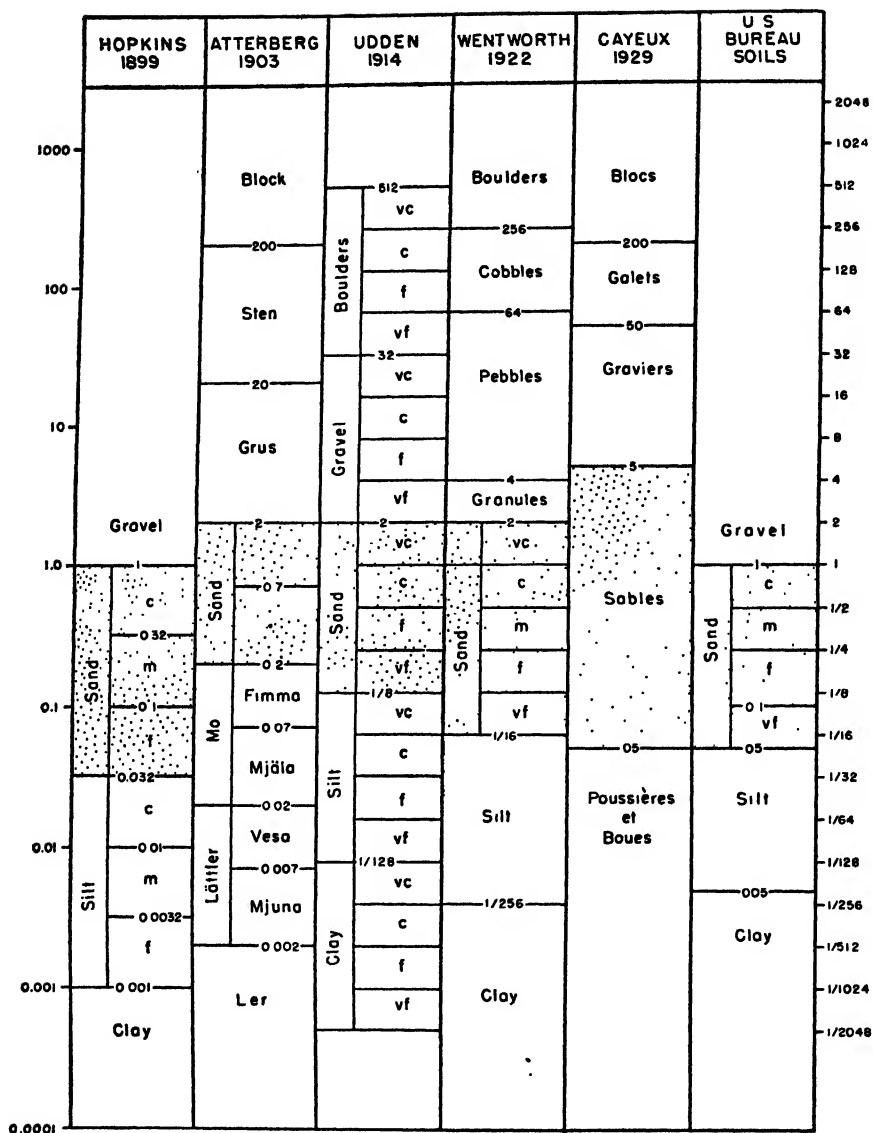 HOPKINS
1899
ATTERBERG
1903
UDDEN
1914
WENTWORTH
1922
CAYEUX
1929
U S
BUREAU
SOILS
1000
100
10
1.0
0.1
0.01
0.001
0.0001
Gravel
1
Sand
c
0.32
m
0.1
f
0.032
Silt
c
0.01
m
0.0032
f
0 001
Clay
Block
200
Sten
20
Grus
2
Sand
0 7
0 2
Mo
Fimma
0 07
Mjäla
0 02
Lättler
Vesa
0 007
Mjuna
0 002
Ler
512
Boulders
vc
c
f
vf
32
Gravel
vc
c
f
vf
2
Sand
vc
c
f
vf
1/8
Silt
vc
c
f
vf
1/128
Clay
vc
c
f
vf
Boulders
256
Cobbles
64
Pebbles
4
Granules
2
Sand
vc
c
m
f
vf
1/16
Silt
1/256
Clay
Blocs
200
Galets
50
Graviers
5
Sables
05
Poussières
et
Boues
Gravel
1
Sand
c
m
f
0 1
vf
05
Silt
005
Clay
2048
1024
512
256
128
64
32
16
8
4
2
1
1/2
1/4
1/8
1/16
1/32
1/64
1/128
1/256
1/512
1/1024
1/2048